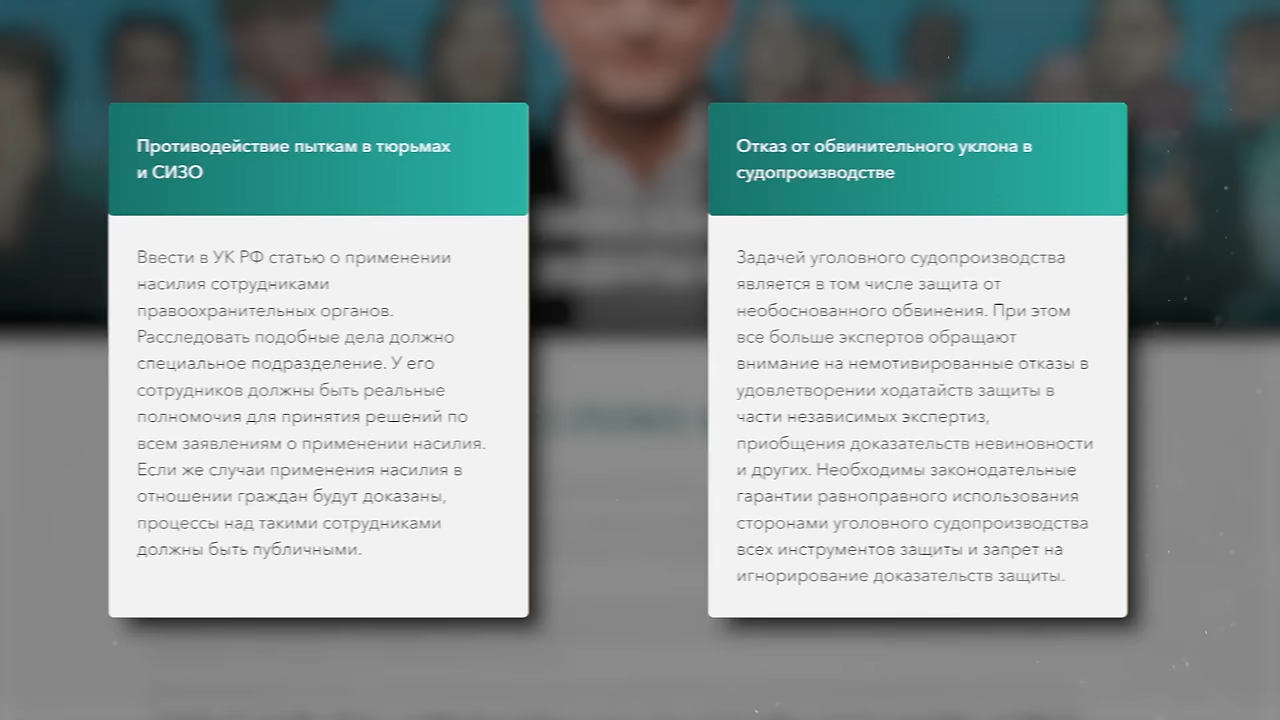 Противодействие пыткам в тюрьмах
и СИЗО
Ввести в УК РФ статью о применении
насилия сотрудниками
правоохранительных органов.
Расследовать подобные дела должно
специальное подразделение. У его
сотрудников должны быть реальные
полномочия для принятия решений по
всем заявлениям о применении насилия.
Если же случаи применения насилия в
отношении граждан будут доказаны,
процессы над такими сотрудниками
должны быть публичными.
Отказ от обвинительного уклона в
судопроизводстве
Задачей уголовного судопроизводства
является в том числе защита от
необоснованного обвинения. При этом
все больше экспертов обращают
внимание на немотивированные отказы в
удовлетворении ходатайств защиты в
части независимых экспертиз,
приобщения доказательств невиновности
и других. Необходимы законодательные
гарантии равноправного использования
сторонами уголовного судопроизводства
всех инструментов защиты и запрет на
игнорирование доказательств защиты.